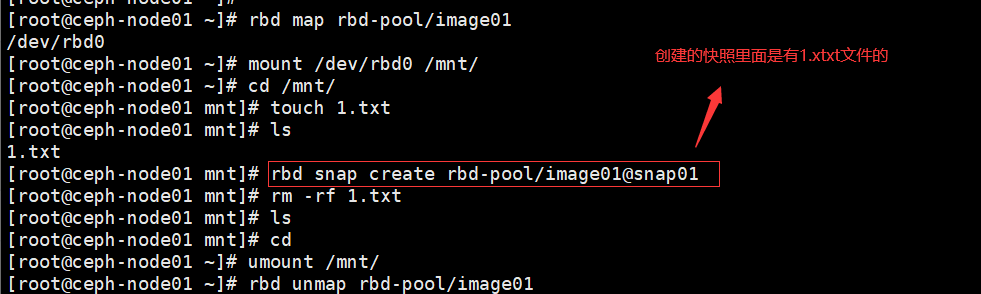 [root@ceph-node01 ~]# rbd map rbd-pool/image01
/dev/rbd0
[root@ceph-node01 ~]# mount /dev/rbd0 /mnt/
[root@ceph-node01 ~]# cd /mnt/
[root@ceph-node01 mnt]# touch 1.txt
[root@ceph-node01 mnt]# ls
1.txt
[root@ceph-node01 mnt]# rbd snap create rbd-pool/image01@snap01
[root@ceph-node01 mnt]# rm -rf 1.txt
[root@ceph-node01 mnt]# ls
[root@ceph-node01 mnt]# cd
[root@ceph-node01 ~]# umount /mnt/
[root@ceph-node01 ~]# rbd unmap rbd-pool/image01
创建的快照里面是有1.xtxt文件的